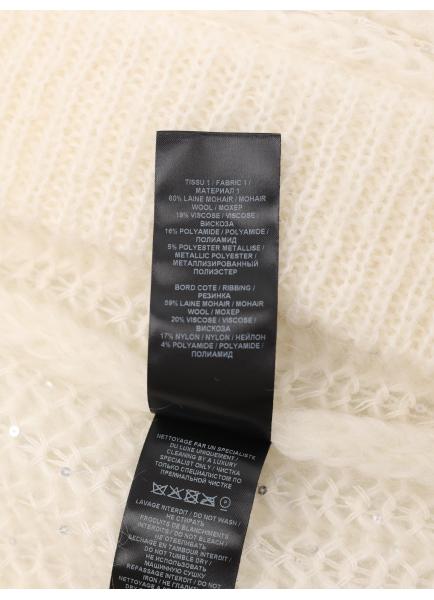 TISSU 1 / FABRIC 1 /
МАТЕРИАЛ 1
60% LAINE MOHAIR / MOHAIR
WOOL / МОХЕР
19% VISCOSE / VISCOSE /
ВИСКОЗА
16% POLYAMIDE / POLYAMIDE /
ПОЛИАМИД
5% POLYESTER METALLISE /
METALLIC POLYESTER /
МЕТАЛЛИЗИРОВАННЫЙ
ПОЛИЭСТЕР
BORD COTE / RIBBING /
РЕЗИНКА
59% LAINE MOHAIR / MOHAIR
WOOL / МОХЕР
20% VISCOSE / VISCOSE /
ВИСКОЗА
17% NYLON / NYLON / НЕЙЛОН
4% POLYAMIDE / POLYAMIDE /
ПОЛИАМИД
NETTOYAGE PAR UN SPECIALISTE
DU LUXE UNIQUEMENT /
CLEANING BY A LUXURY
SPECIALIST ONLY / ЧИСТКА
ТОЛЬКО СПЕЦИАЛИСТОМ ПО
ПРЕМИАЛЬНОЙ ЧИСТКЕ
LAVAGE INTERDIT / DO NOT WASH /
НЕ СТИРАТЬ
PRODUITS DE BLANCHIMENTS
INTERDITS / DO NOT BLEACH /
НЕ ОТБЕЛИВАТЬ
SECHAGE EN TAMBOUR INTERDIT /
DO NOT TUMBLE DRY /
НЕ ИСПОЛЬЗОВАТЬ
МАШИННУЮ СУШКУ
REPASSAGE INTERDIT / DO NOT
IRON / НЕ ГЛАДИТЬ
NETTOYAGE A